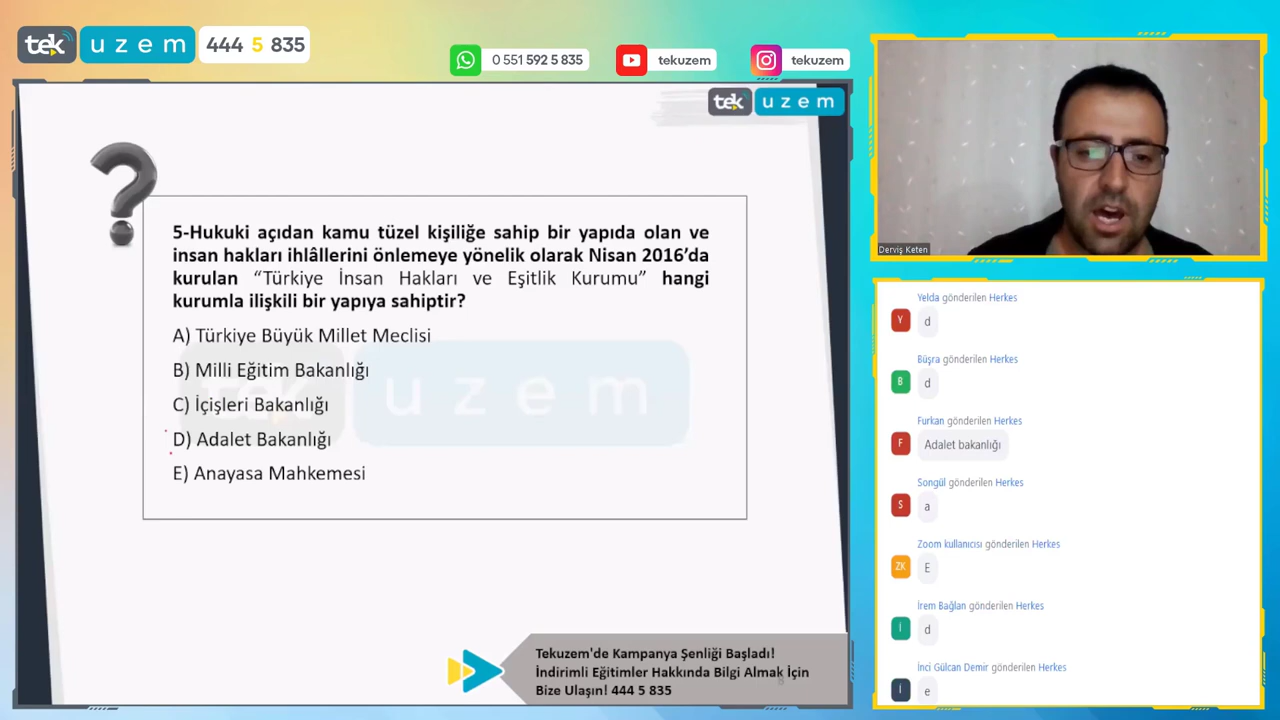 tek uzem 444 5 835
0 551 592 5 835
tekuzem
tekuzem
tek uzem
5-Hukuki açıdan kamu tüzel kişiliğe sahip bir yapıda olan ve
insan hakları ihlâllerini önlemeye yönelik olarak Nisan 2016’da
kurulan “Türkiye İnsan Hakları ve Eşitlik Kurumu” hangi
kurumla ilişkili bir yapıya sahiptir?
A) Türkiye Büyük Millet Meclisi
B) Milli Eğitim Bakanlığı
C) İçişleri Bakanlığı
D) Adalet Bakanlığı
E) Anayasa Mahkemesi
tek uzem
Tekuzem'de Kampanya Şenliği Başladı!
İndirimli Eğitimler Hakkında Bilgi Almak İçin
Bize Ulaşın! 444 5 835
Derviş Keten
Yelda gönderilen Herkes
Y d
Büşra gönderilen Herkes
B d
Furkan gönderilen Herkes
F Adalet bakanlığı
Songül gönderilen Herkes
S a
Zoom kullanıcısı gönderilen Herkes
ZK E
İrem Bağlan gönderilen Herkes
İ d
İnci Gülcan Demir gönderilen Herkes
İ e